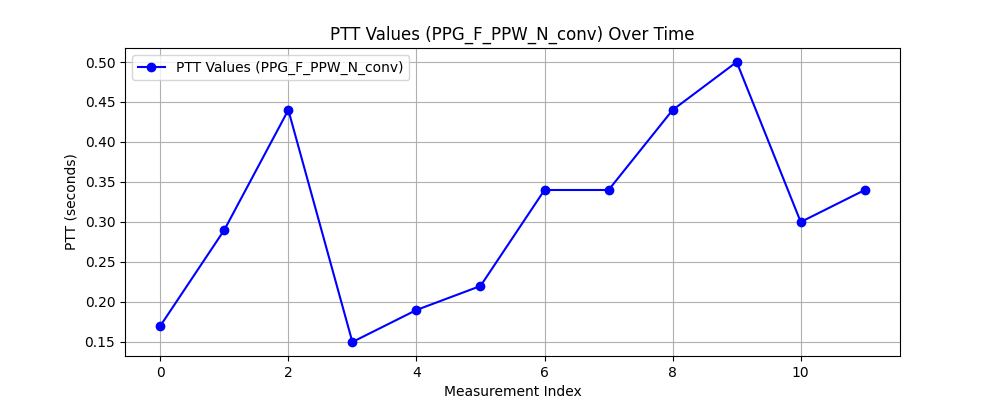 PTT Values (PPG_F_PPW_N_conv) Over Time
PTT Values (PPG_F_PPW_N_conv)
PTT (seconds)
0.50
0.45
0.40
0.35
0.30
0.25
0.20
0.15
0 2 4 6 8 10
Measurement Index